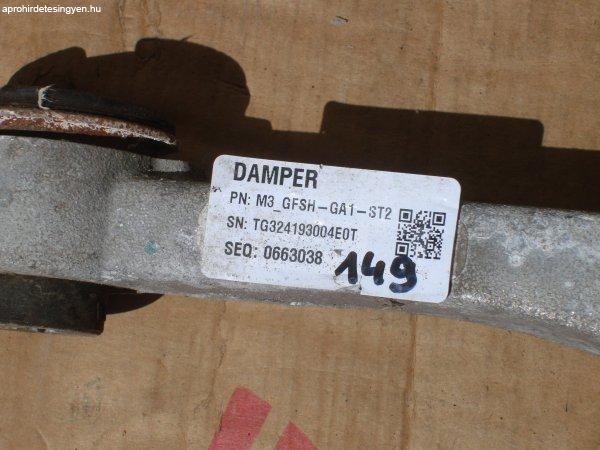 aprohirdetesingyen.hu
DAMPER
PN: M3_GFSH-GA1-ST2
SN: TG324193004E0T
SEQ: 0663038
149